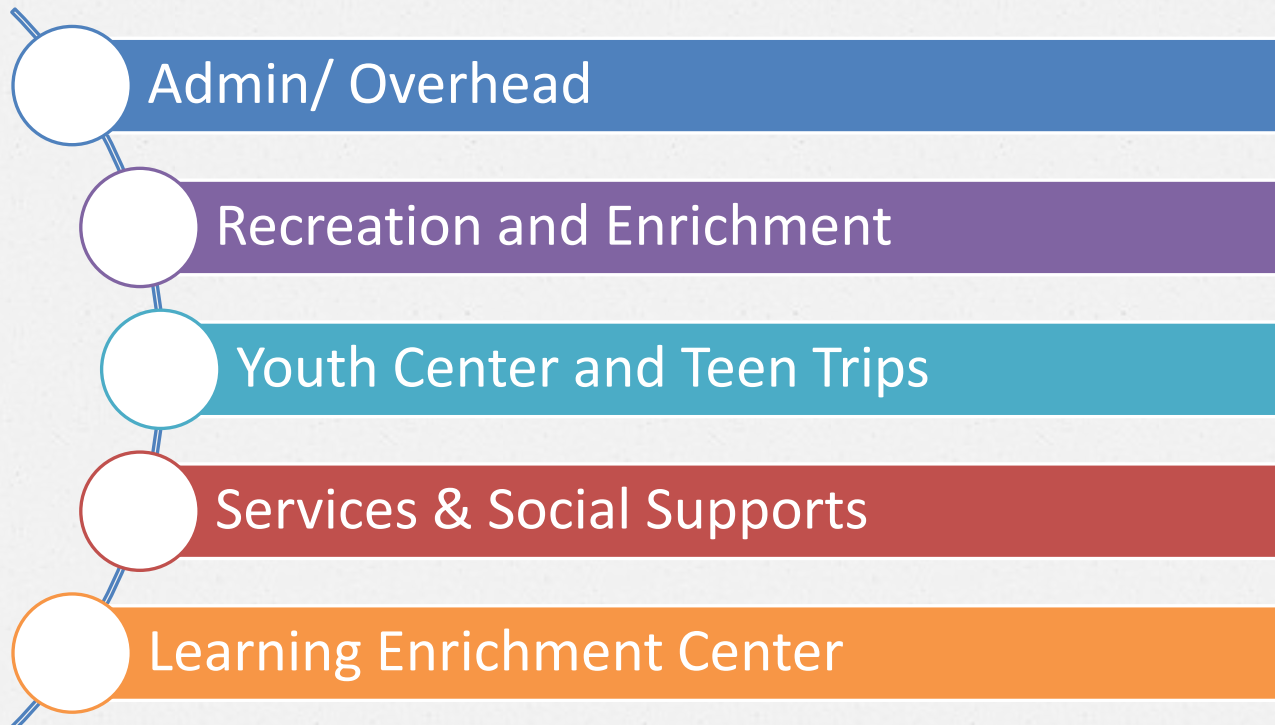 Admin/ Overhead
Recreation and Enrichment
Youth Center and Teen Trips
Services & Social Supports
Learning Enrichment Center